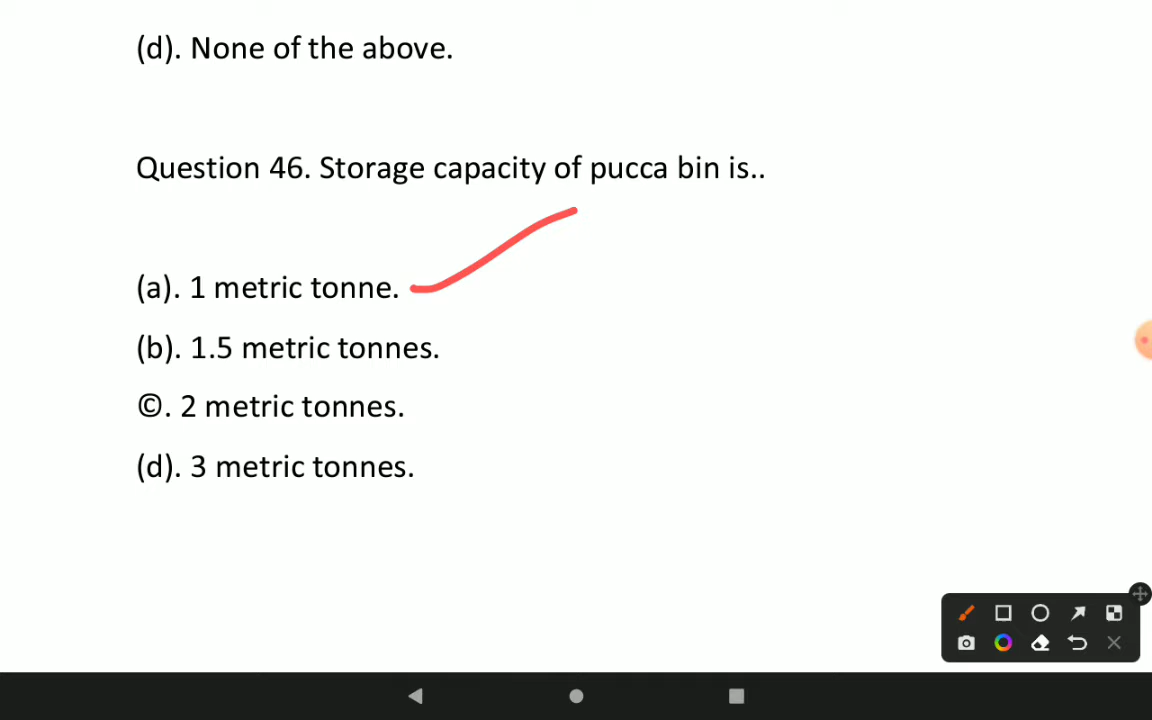 (d). None of the above.
Question 46. Storage capacity of pucca bin is..
(a). 1 metric tonne.
(b). 1.5 metric tonnes.
©. 2 metric tonnes.
(d). 3 metric tonnes.